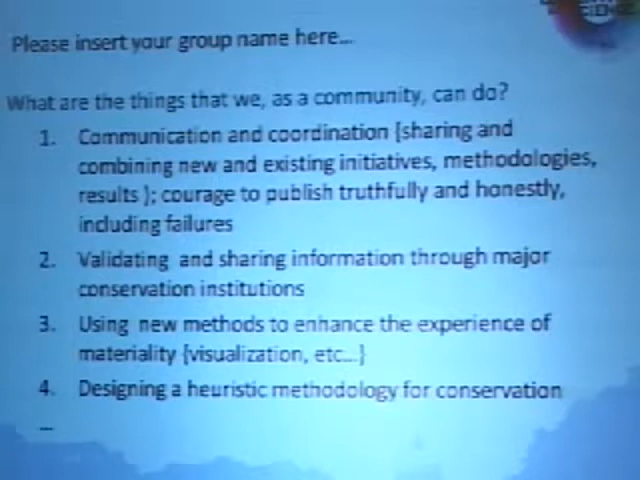 Please insert your group name here...
What are the things that we, as a community, can do?
1. Communication and coordination (sharing and
combining new and existing initiatives, methodologies,
results ); courage to publish truthfully and honestly,
including failures
2. Validating and sharing information through major
conservation institutions
3. Using new methods to enhance the experience of
materiality (visualization, etc...)
4. Designing a heuristic methodology for conservation
...